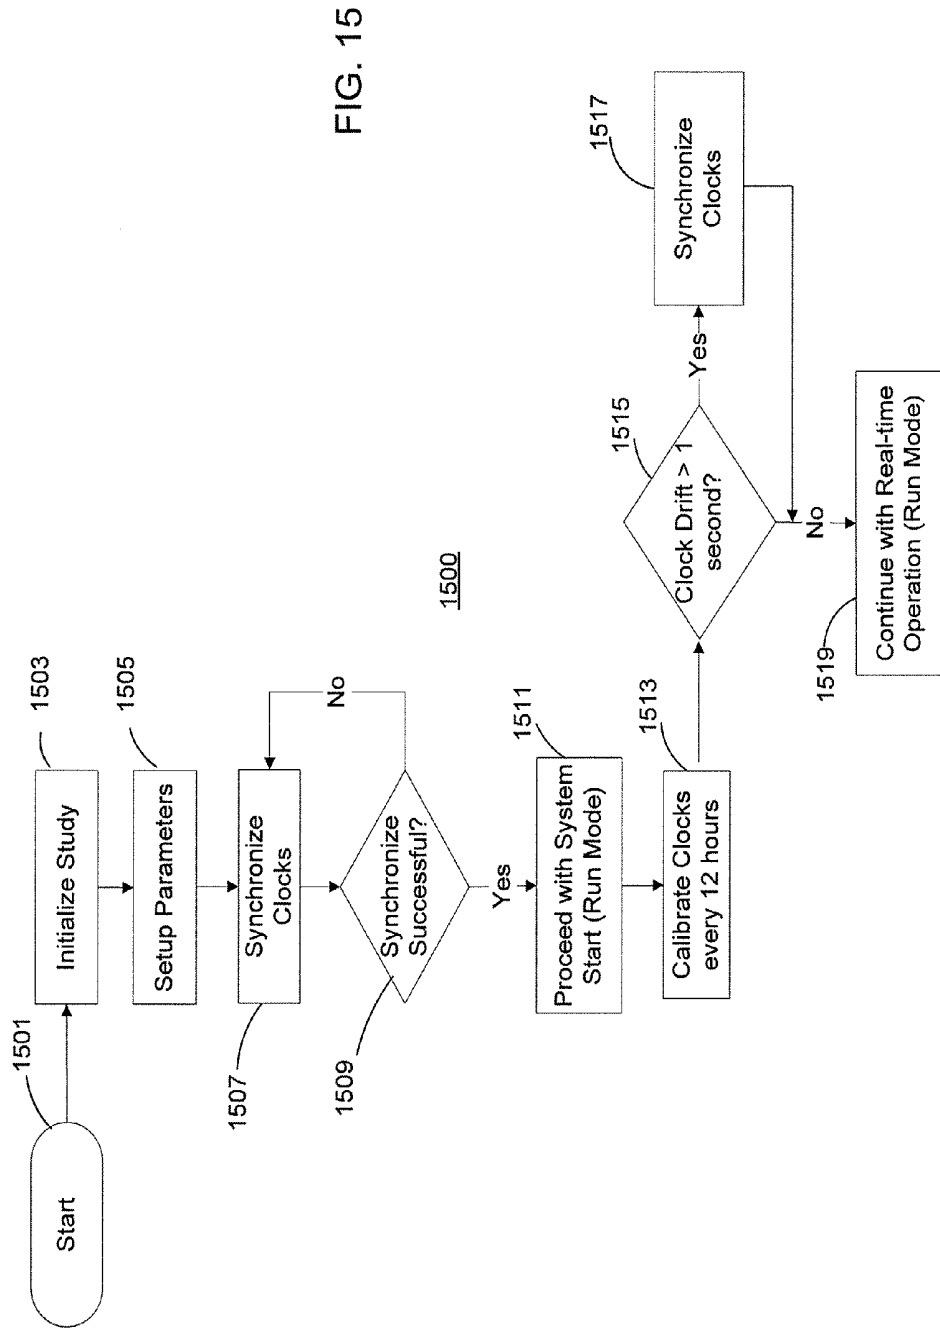 FIG. 15
1500
Start
1501
Initialize Study
1503
Setup Parameters
1505
Synchronize
Clocks
1507
Synchronize
Successful?
1509
No
Yes
Proceed with System
Start (Run Mode)
1511
Calibrate Clocks
every 12 hours
1513
Clock Drift > 1
second?
1515
Yes
Synchronize
Clocks
1517
No
Continue with Real-time
Operation (Run Mode)
1519